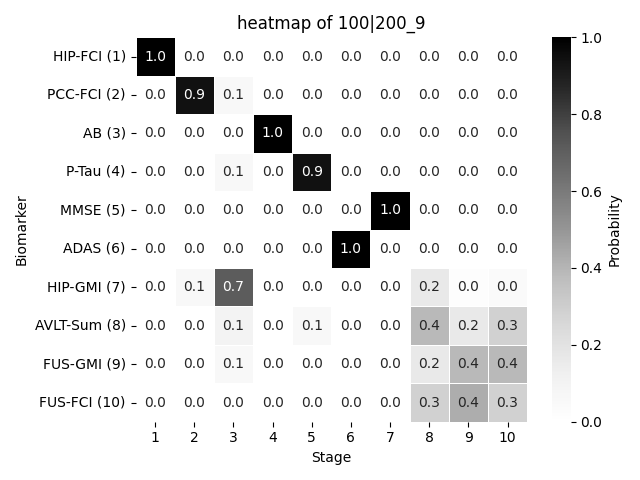 heatmap of 100|200_9
HIP-FCI (1) 1.0 0.0 0.0 0.0 0.0 0.0 0.0 0.0 0.0 0.0
PCC-FCI (2) 0.0 0.9 0.1 0.0 0.0 0.0 0.0 0.0 0.0 0.0
AB (3) 0.0 0.0 0.0 1.0 0.0 0.0 0.0 0.0 0.0 0.0
P-Tau (4) 0.0 0.0 0.1 0.0 0.9 0.0 0.0 0.0 0.0 0.0
MMSE (5) 0.0 0.0 0.0 0.0 0.0 0.0 1.0 0.0 0.0 0.0
ADAS (6) 0.0 0.0 0.0 0.0 0.0 1.0 0.0 0.0 0.0 0.0
HIP-GMI (7) 0.0 0.1 0.7 0.0 0.0 0.0 0.0 0.2 0.0 0.0
AVLT-Sum (8) 0.0 0.0 0.1 0.0 0.1 0.0 0.0 0.4 0.2 0.3
FUS-GMI (9) 0.0 0.0 0.1 0.0 0.0 0.0 0.0 0.2 0.4 0.4
FUS-FCI (10) 0.0 0.0 0.0 0.0 0.0 0.0 0.0 0.3 0.4 0.3
1 2 3 4 5 6 7 8 9 10
Stage
Biomarker
1.0
0.8
0.6
0.4
0.2
0.0
Probability